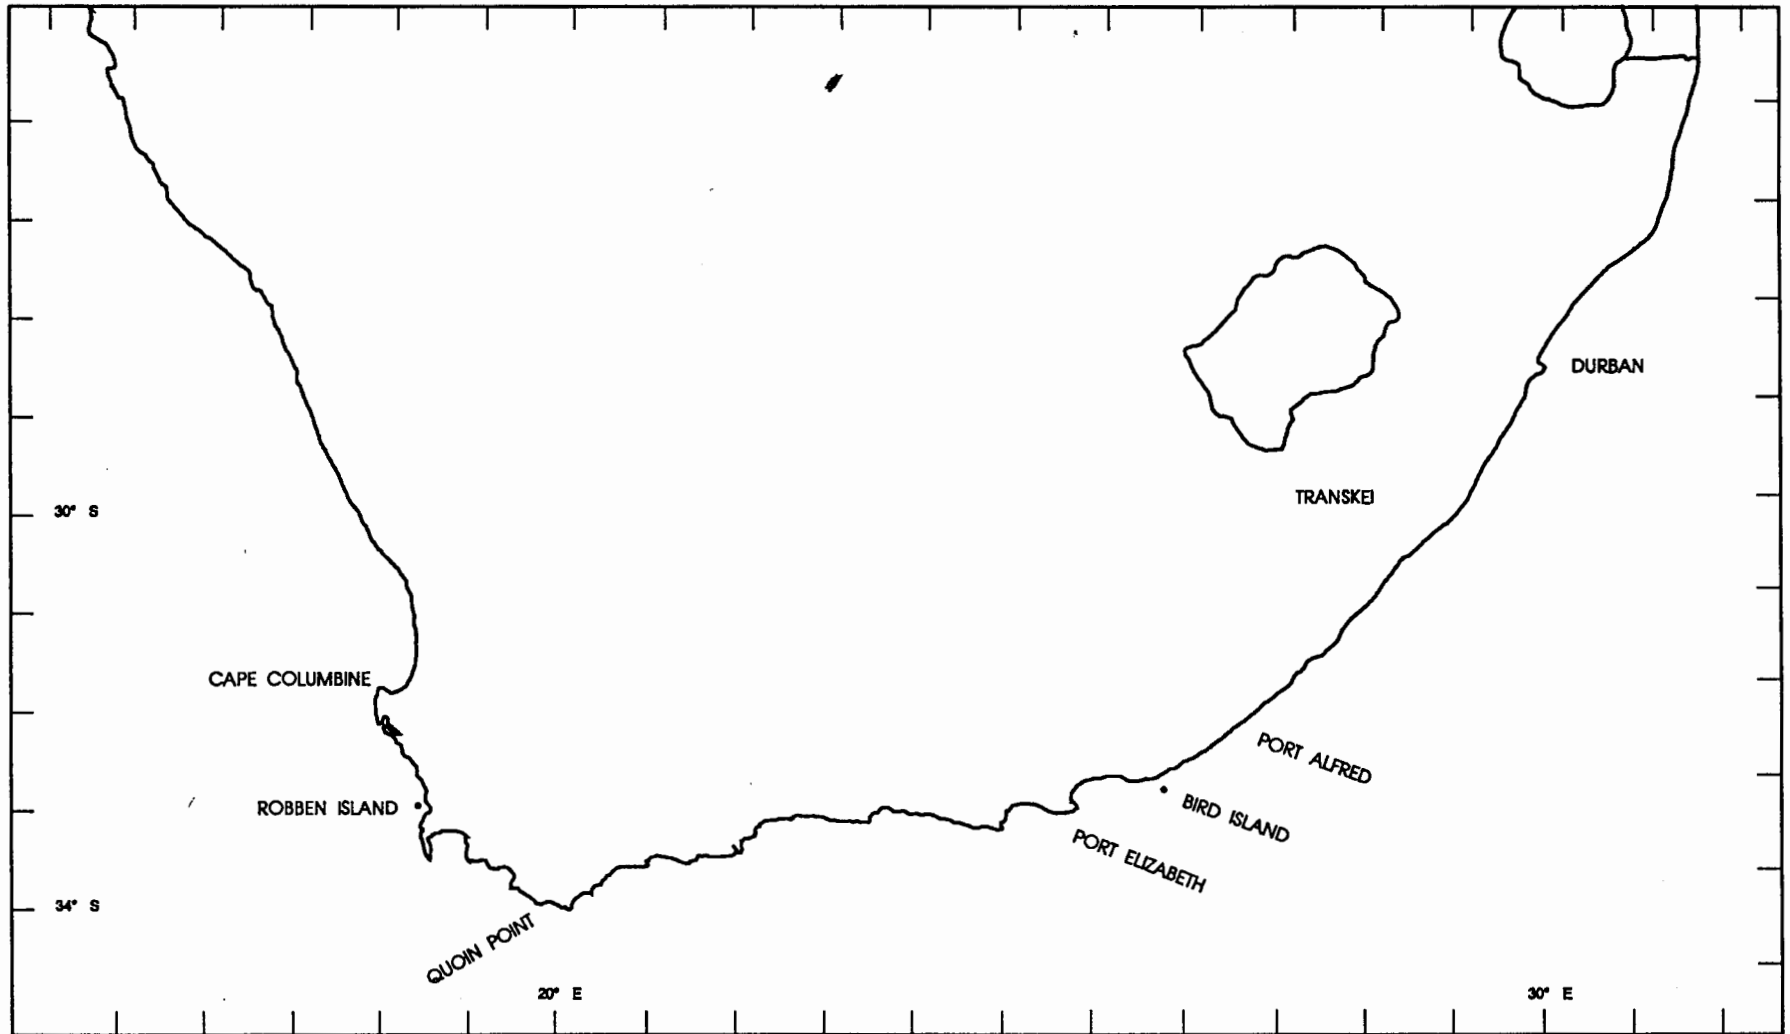 DURBAN
TRANSKEI
30° S
CAPE COLUMBINE
PORT ALFRED
ROBBEN ISLAND
BIRD ISLAND
PORT ELIZABETH
34° S
QUOIN POINT
20° E
30° E